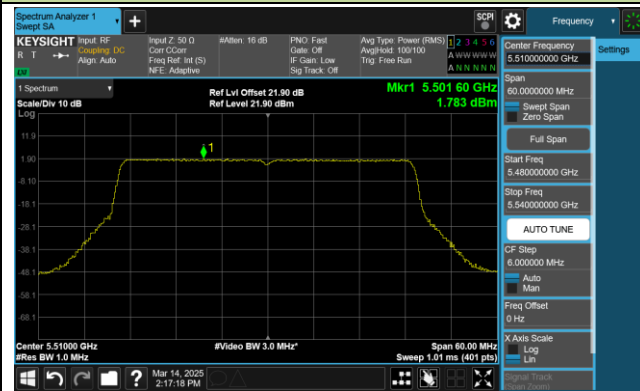 Spectrum Analyzer 1
Swept SA
SCPI
Frequency
KEYSIGHT
R T
LXI
Input: RF
Coupling: DC
Align: Auto
Input Z: 50 Ω
Corr CCorr
Freq Ref: Int (S)
NFE: Adaptive
#Atten: 16 dB
PNO: Fast
Gate: Off
IF Gain: Low
Sig Track: Off
Avg Type: Power (RMS)
Avg|Hold: 100/100
Trig: Free Run
1 2 3 4 5 6
A W W W W W
A N N N N N
1 Spectrum
Scale/Div 10 dB
Log
Ref Lvl Offset 21.90 dB
Ref Level 21.90 dBm
Mkr1 5.501 60 GHz
1.783 dBm
11.9
1.90
-8.10
-18.1
-28.1
-38.1
-48.1
-58.1
-68.1
1
Center 5.51000 GHz
#Res BW 1.0 MHz
#Video BW 3.0 MHz*
Span 60.00 MHz
Sweep 1.01 ms (401 pts)
Mar 14, 2025
2:17:18 PM
Center Frequency
5.510000000 GHz
Settings
Span
60.0000000 MHz
Swept Span
Zero Span
Full Span
Start Freq
5.480000000 GHz
Stop Freq
5.540000000 GHz
AUTO TUNE
CF Step
6.000000 MHz
Auto
Man
Freq Offset
0 Hz
X Axis Scale
Log
Lin
Signal Track
(Span Zoom)